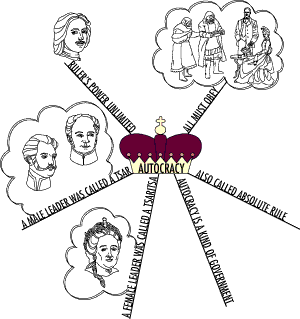 RULER'S POWER UNLIMITED
ALL MUST OBEY
AUTOCRACY
A MALE LEADER WAS CALLED A TSAR
ALSO CALLED ABSOLUTE RULE
A FEMALE LEADER WAS CALLED A TSARITSA
AUTOCRACY IS A KIND OF GOVERNMENT